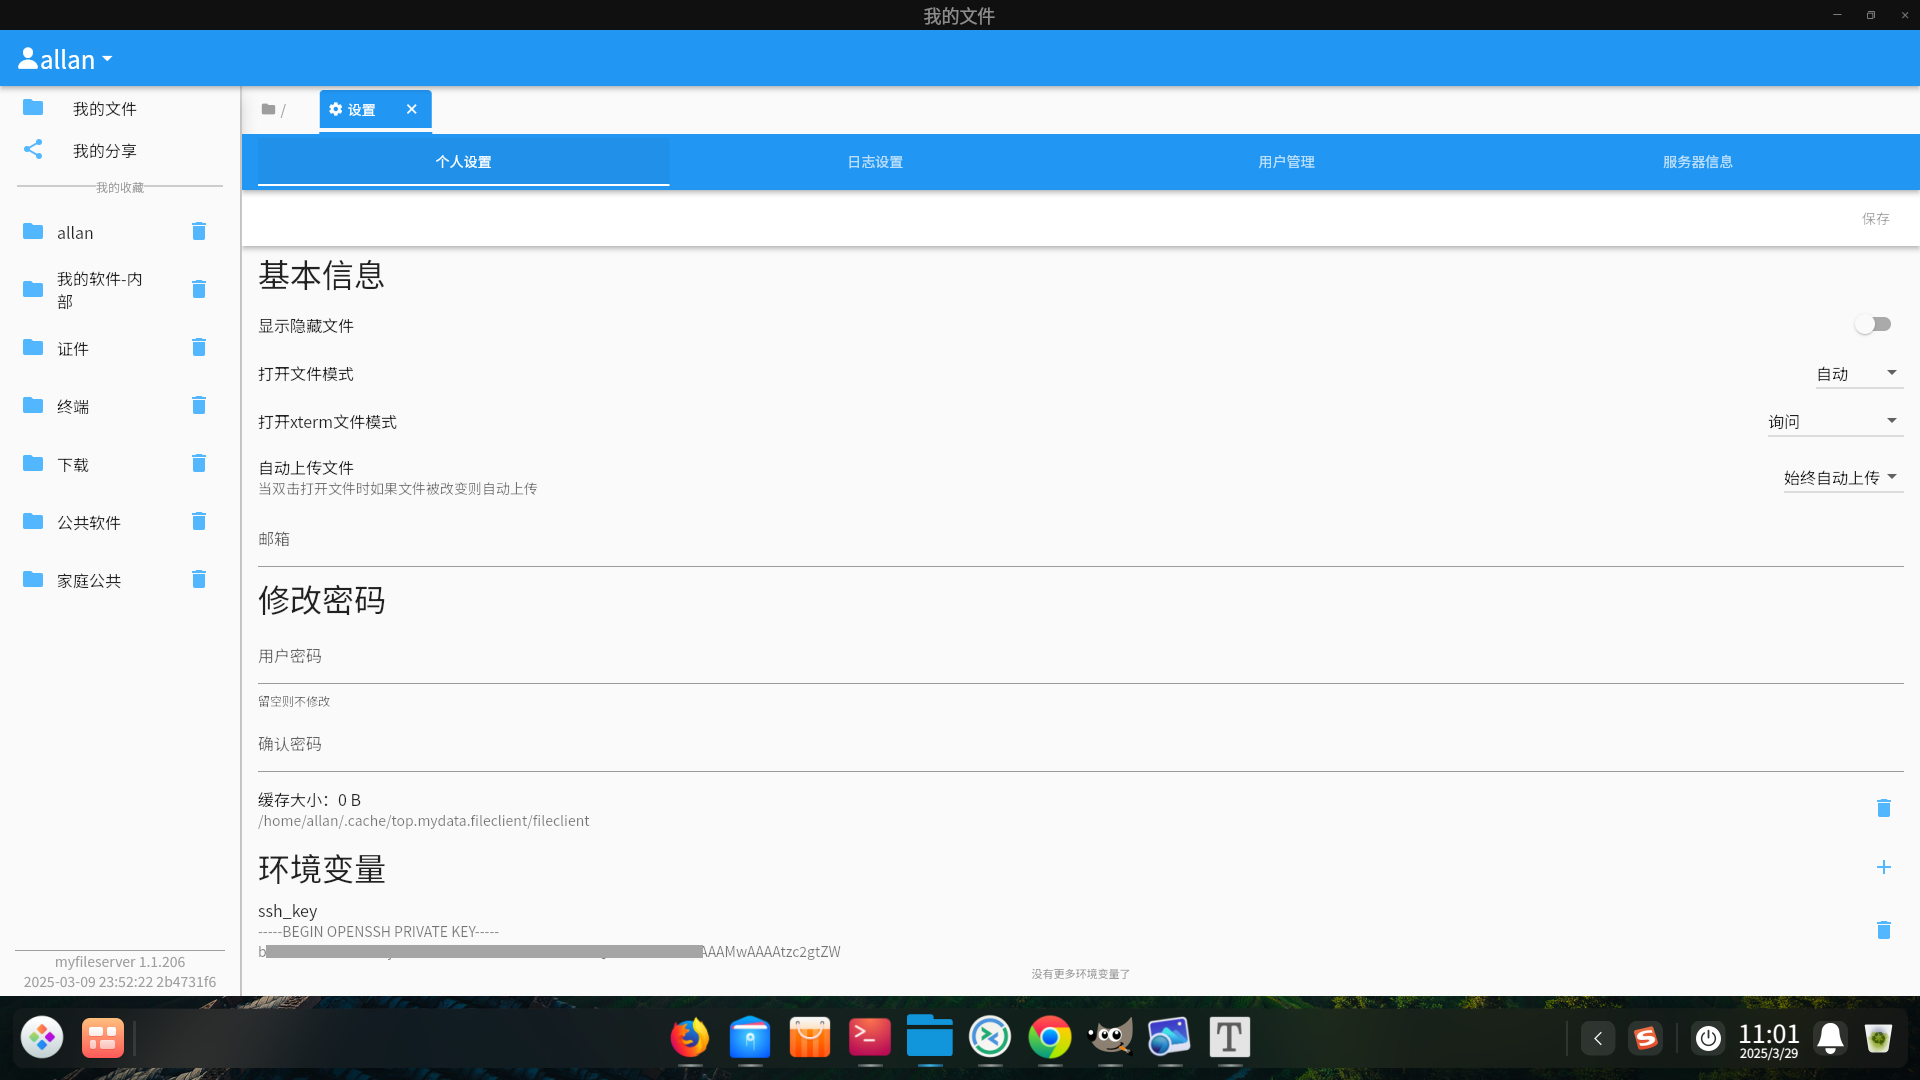 我的文件
allan
我的文件
我的分享
我的收藏
allan
我的软件-内
部
证件
终端
下载
公共软件
家庭公共
myfileserver 1.1.206
2025-03-09 23:52:22 2b4731f6
/
设置
个人设置
日志设置
用户管理
服务器信息
保存
基本信息
显示隐藏文件
打开文件模式
自动
打开xterm文件模式
询问
自动上传文件
当双击打开文件时如果文件被改变则自动上传
始终自动上传
邮箱
修改密码
用户密码
留空则不修改
确认密码
缓存大小：0 B
/home/allan/.cache/top.mydata.fileclient/fileclient
环境变量
ssh_key
-----BEGIN OPENSSH PRIVATE KEY-----
b AAAMwAAAAtzc2gtZW
没有更多环境变量了
11:01
2025/3/29